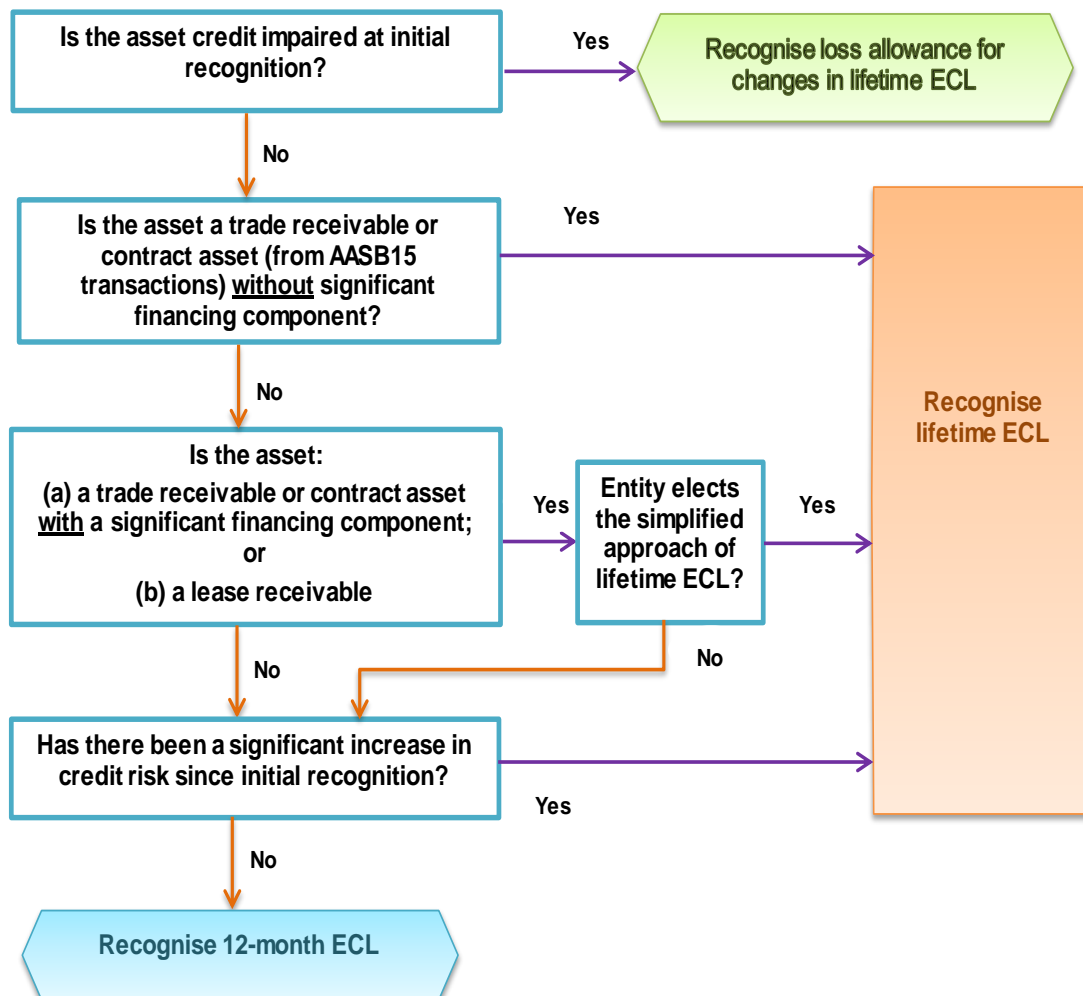 Is the asset credit impaired at initial
recognition?
Yes
Recognise loss allowance for
changes in lifetime ECL
No
Is the asset a trade receivable or
contract asset (from AASB15
transactions) without significant
financing component?
Yes
No
Is the asset:
(a) a trade receivable or contract asset
with a significant financing component;
or
(b) a lease receivable
Yes
Entity elects
the simplified
approach of
lifetime ECL?
Yes
Recognise
lifetime ECL
No
No
Has there been a significant increase in
credit risk since initial recognition?
Yes
No
Recognise 12-month ECL